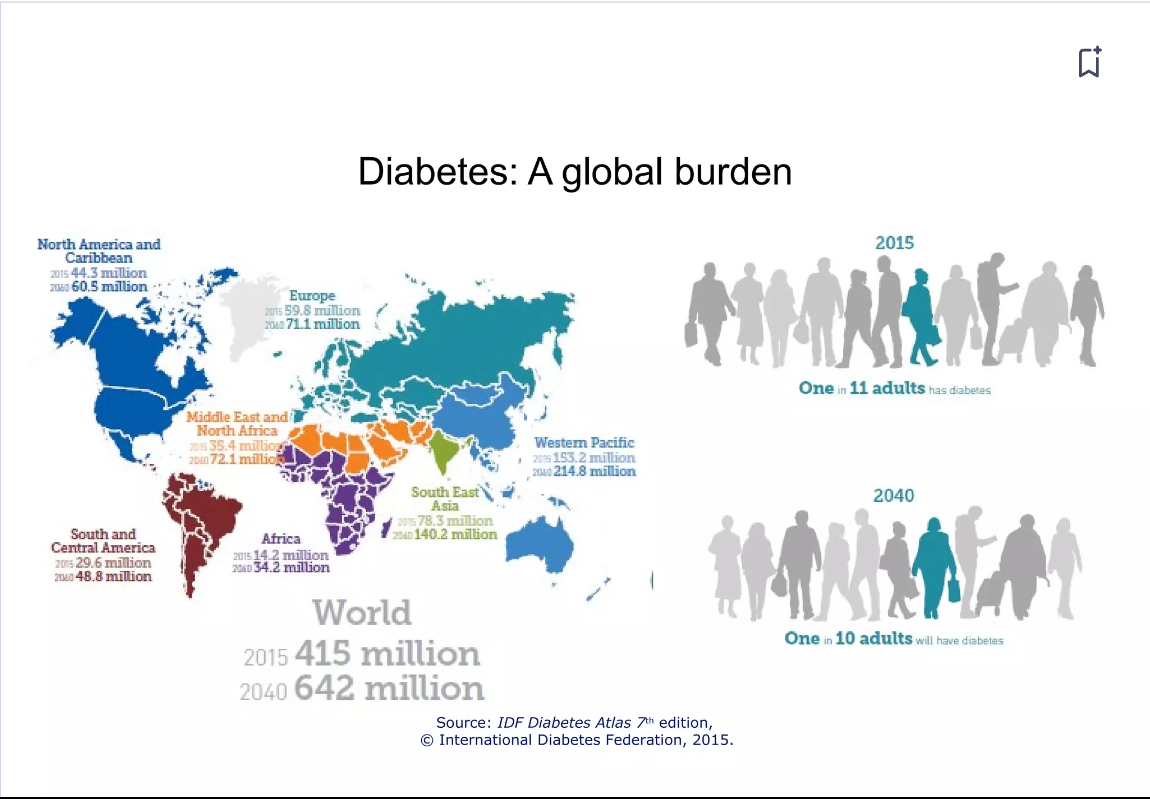 Diabetes: A global burden
North America and
Caribbean
2015 44.3 million
2040 60.5 million
Europe
2015 59.8 million
2040 71.1 million
Middle East and
North Africa
2015 35.4 million
2040 72.1 million
Western Pacific
2015 153.2 million
2040 214.8 million
South East
Asia
2015 78.3 million
2040 140.2 million
South and
Central America
2015 29.6 million
2040 48.8 million
Africa
2015 14.2 million
2040 34.2 million
World
2015 415 million
2040 642 million
2015
One in 11 adults has diabetes
2040
One in 10 adults will have diabetes
Source: IDF Diabetes Atlas 7th edition,
© International Diabetes Federation, 2015.